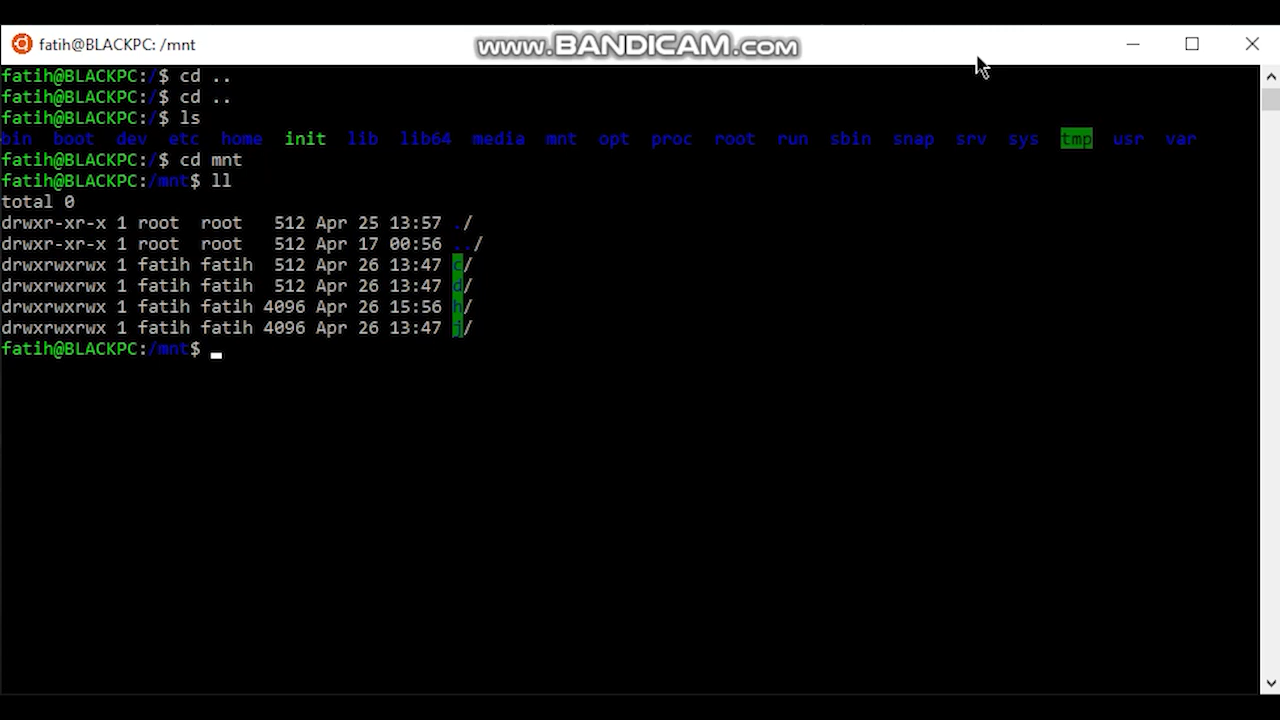 fatih@BLACKPC: /mnt
www.BANDICAM.com
fatih@BLACKPC:/$ cd ..
fatih@BLACKPC:/$ cd ..
fatih@BLACKPC:/$ ls
bin boot dev etc home init lib lib64 media mnt opt proc root run sbin snap srv sys tmp usr var
fatih@BLACKPC:/$ cd mnt
fatih@BLACKPC:/mnt$ ll
total 0
drwxr-xr-x 1 root  root   512 Apr 25 13:57 ./
drwxr-xr-x 1 root  root   512 Apr 17 00:56 ../
drwxrwxrwx 1 fatih fatih  512 Apr 26 13:47 c/
drwxrwxrwx 1 fatih fatih  512 Apr 26 13:47 d/
drwxrwxrwx 1 fatih fatih 4096 Apr 26 15:56 h/
drwxrwxrwx 1 fatih fatih 4096 Apr 26 13:47 j/
fatih@BLACKPC:/mnt$